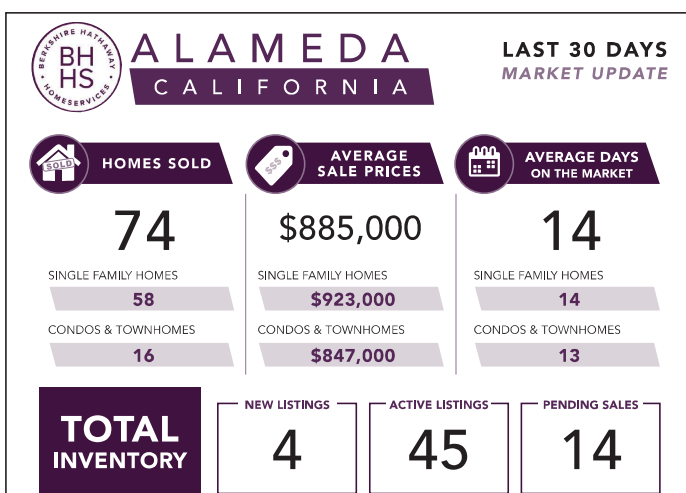 BERKSHIRE HATHAWAY
BH
HS
HOMESERVICES
ALAMEDA
CALIFORNIA
LAST 30 DAYS
MARKET UPDATE
SOLD
HOMES SOLD
$$$
AVERAGE
SALE PRICES
AVERAGE DAYS
ON THE MARKET
74
$885,000
14
SINGLE FAMILY HOMES
SINGLE FAMILY HOMES
SINGLE FAMILY HOMES
58
$923,000
14
CONDOS & TOWNHOMES
CONDOS & TOWNHOMES
CONDOS & TOWNHOMES
16
$847,000
13
TOTAL
INVENTORY
NEW LISTINGS
4
ACTIVE LISTINGS
45
PENDING SALES
14